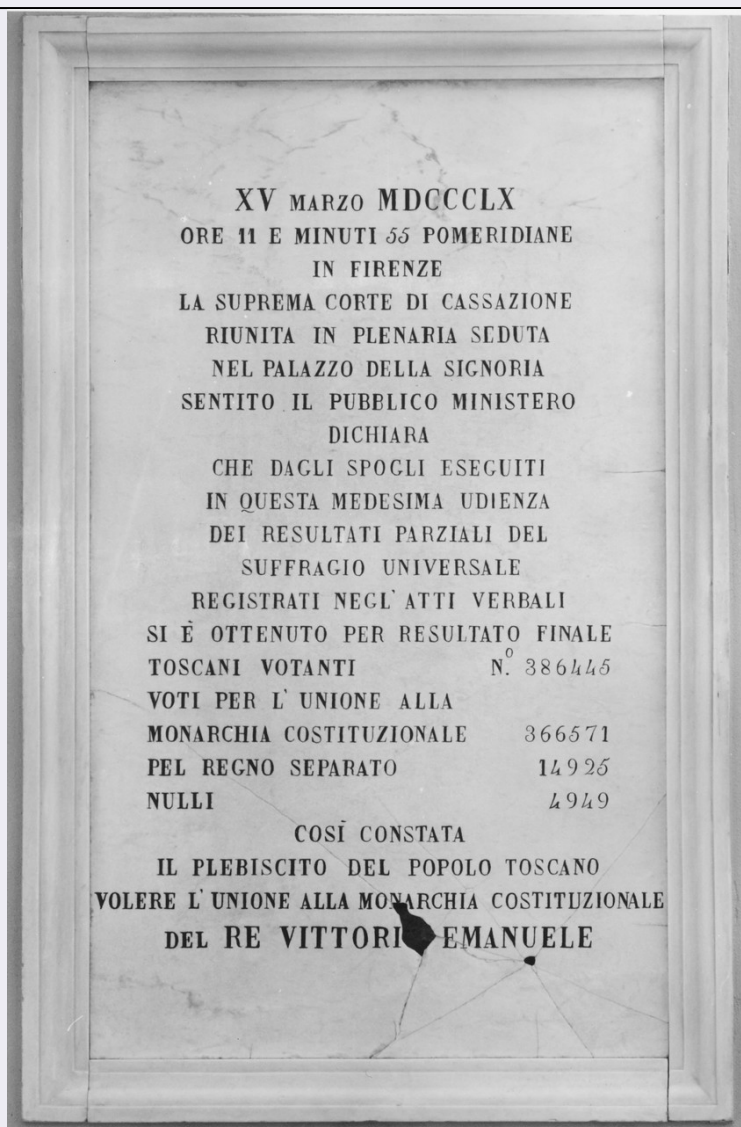 XV MARZO MDCCCLX
ORE 11 E MINUTI 55 POMERIDIANE
IN FIRENZE
LA SUPREMA CORTE DI CASSAZIONE
RIUNITA IN PLENARIA SEDUTA
NEL PALAZZO DELLA SIGNORIA
SENTITO IL PUBBLICO MINISTERO
DICHIARA
CHE DAGLI SPOGLI ESEGUITI
IN QUESTA MEDESIMA UDIENZA
DEI RESULTATI PARZIALI DEL
SUFFRAGIO UNIVERSALE
REGISTRATI NEGL' ATTI VERBALI
SI È OTTENUTO PER RESULTATO FINALE
TOSCANI VOTANTI N.º 386445
VOTI PER L' UNIONE ALLA
MONARCHIA COSTITUZIONALE 366571
PEL REGNO SEPARATO 14925
NULLI 4949
COSÌ CONSTATA
IL PLEBISCITO DEL POPOLO TOSCANO
VOLERE L' UNIONE ALLA MONARCHIA COSTITUZIONALE
DEL RE VITTORI EMANUELE